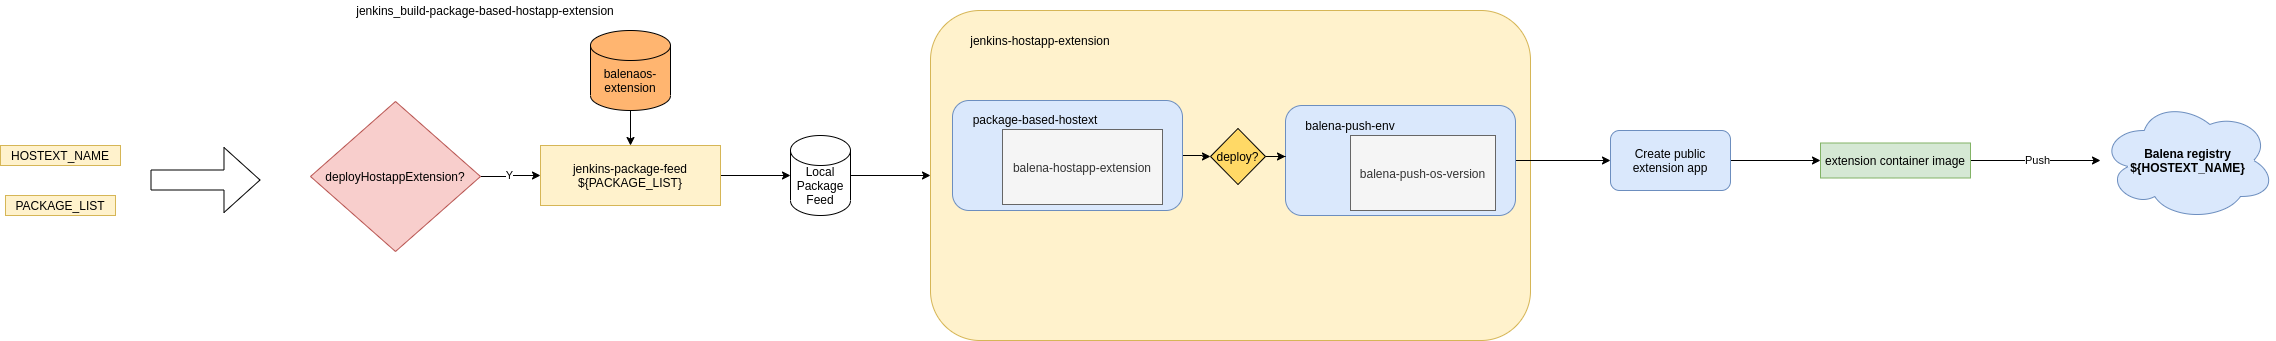 jenkins_build-package-based-hostapp-extension
HOSTEXT_NAME
PACKAGE_LIST
deployHostappExtension?
Y
balenaos-
extension
jenkins-package-feed
${PACKAGE_LIST}
Local
Package
Feed
jenkins-hostapp-extension
package-based-hostext
balena-hostapp-extension
deploy?
balena-push-env
balena-push-os-version
Create public
extension app
extension container image
Push
Balena registry
${HOSTEXT_NAME}